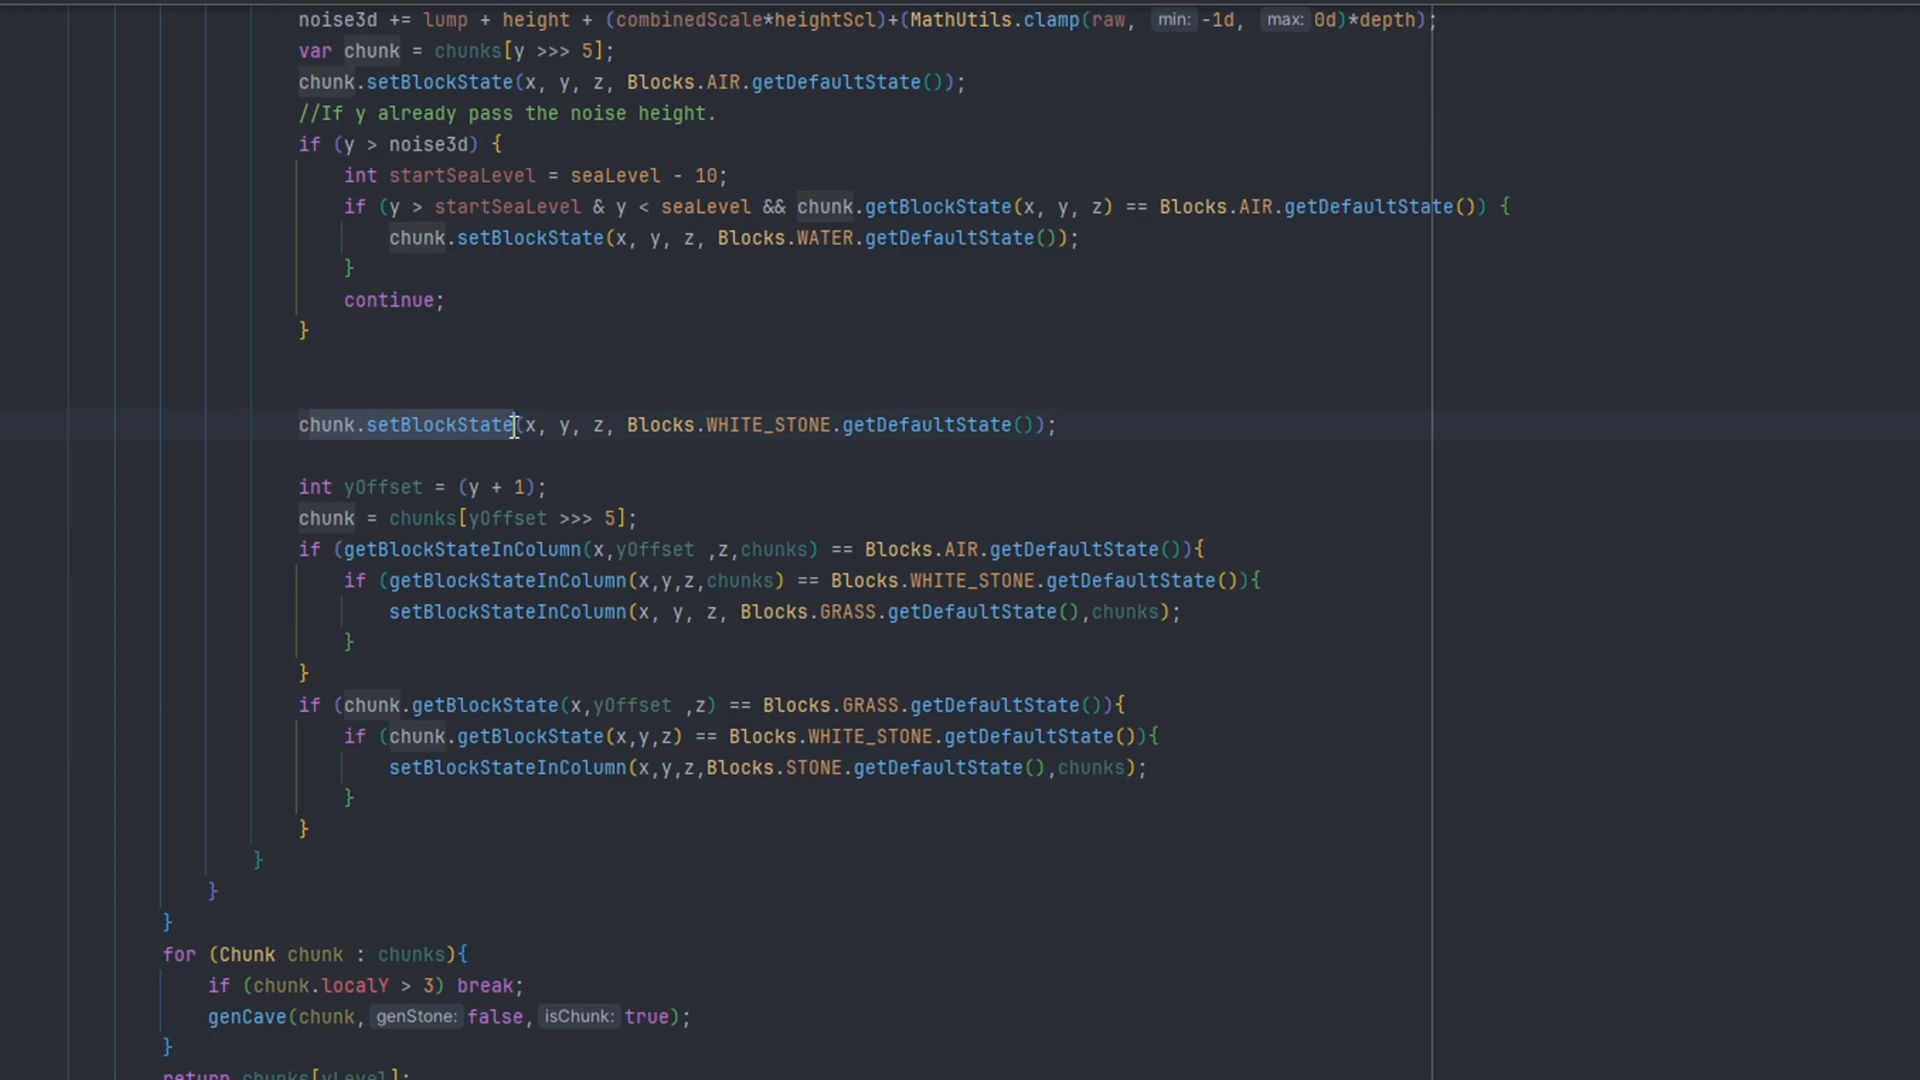 noise3d += lump + height + (combinedScale*heightScl)+(MathUtils.clamp(raw, min: -1d, max: 0d)*depth);
var chunk = chunks[y >>> 5];
chunk.setBlockState(x, y, z, Blocks.AIR.getDefaultState());
//If y already pass the noise height.
if (y > noise3d) {
int startSeaLevel = seaLevel - 10;
if (y > startSeaLevel & y < seaLevel && chunk.getBlockState(x, y, z) == Blocks.AIR.getDefaultState()) {
chunk.setBlockState(x, y, z, Blocks.WATER.getDefaultState());
}
continue;
}
chunk.setBlockState(x, y, z, Blocks.WHITE_STONE.getDefaultState());
int yOffset = (y + 1);
chunk = chunks[yOffset >>> 5];
if (getBlockStateInColumn(x,yOffset ,z,chunks) == Blocks.AIR.getDefaultState()){
if (getBlockStateInColumn(x,y,z,chunks) == Blocks.WHITE_STONE.getDefaultState()){
setBlockStateInColumn(x, y, z, Blocks.GRASS.getDefaultState(),chunks);
}
}
if (chunk.getBlockState(x,yOffset ,z) == Blocks.GRASS.getDefaultState()){
if (chunk.getBlockState(x,y,z) == Blocks.WHITE_STONE.getDefaultState()){
setBlockStateInColumn(x,y,z,Blocks.STONE.getDefaultState(),chunks);
}
}
}
}
}
for (Chunk chunk : chunks){
if (chunk.localY > 3) break;
genCave(chunk, genStone: false, isChunk: true);
}
return chunks[yLevel];